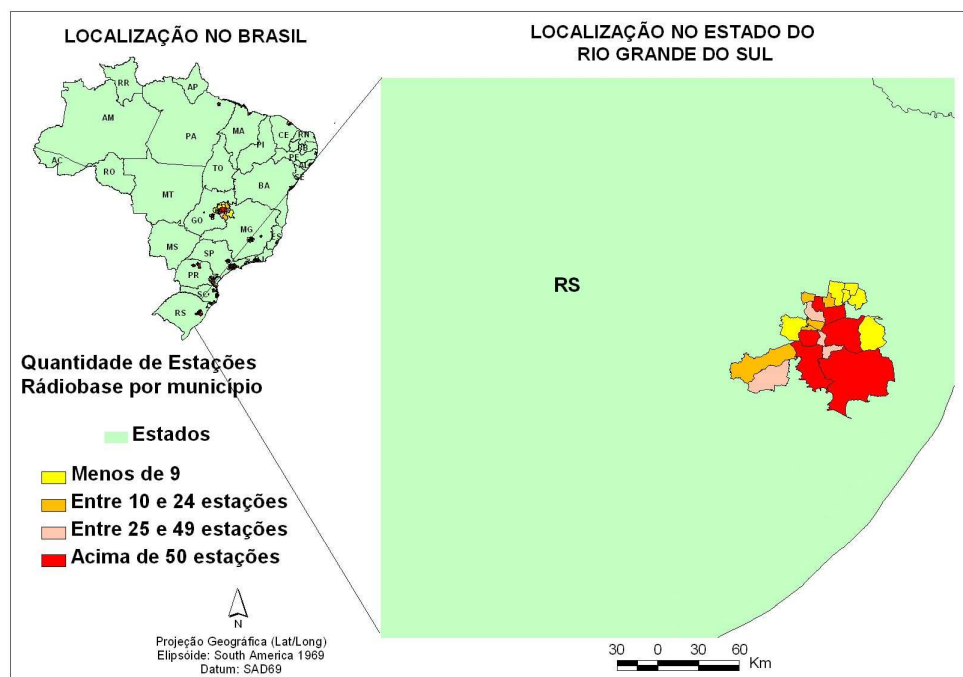 LOCALIZAÇÃO NO BRASIL
LOCALIZAÇÃO NO ESTADO DO
RIO GRANDE DO SUL
RR
AP
AM
PA
MA
CE
RN
PI
PE
AC
TO
RO
SE
MT
BA
GO
MG
ES
MS
SP
PR
SC
RS
RS
Quantidade de Estações
Rádiobase por município
Estados
Menos de 9
Entre 10 e 24 estações
Entre 25 e 49 estações
Acima de 50 estações
N
Projeção Geográfica (Lat/Long)
Elipsóide: South America 1969
Datum: SAD69
30 0 30 60
Km